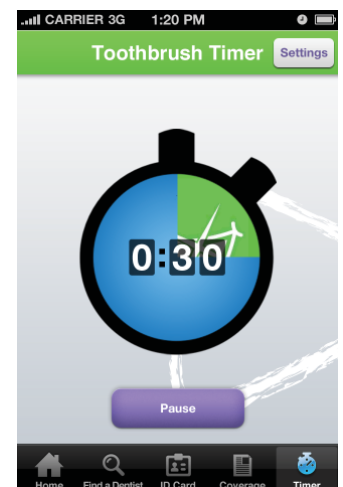 CARRIER 3G 1:20 PM
Toothbrush Timer Settings
0:30
Pause
Home Find a Dentist ID Card Coverage Timer